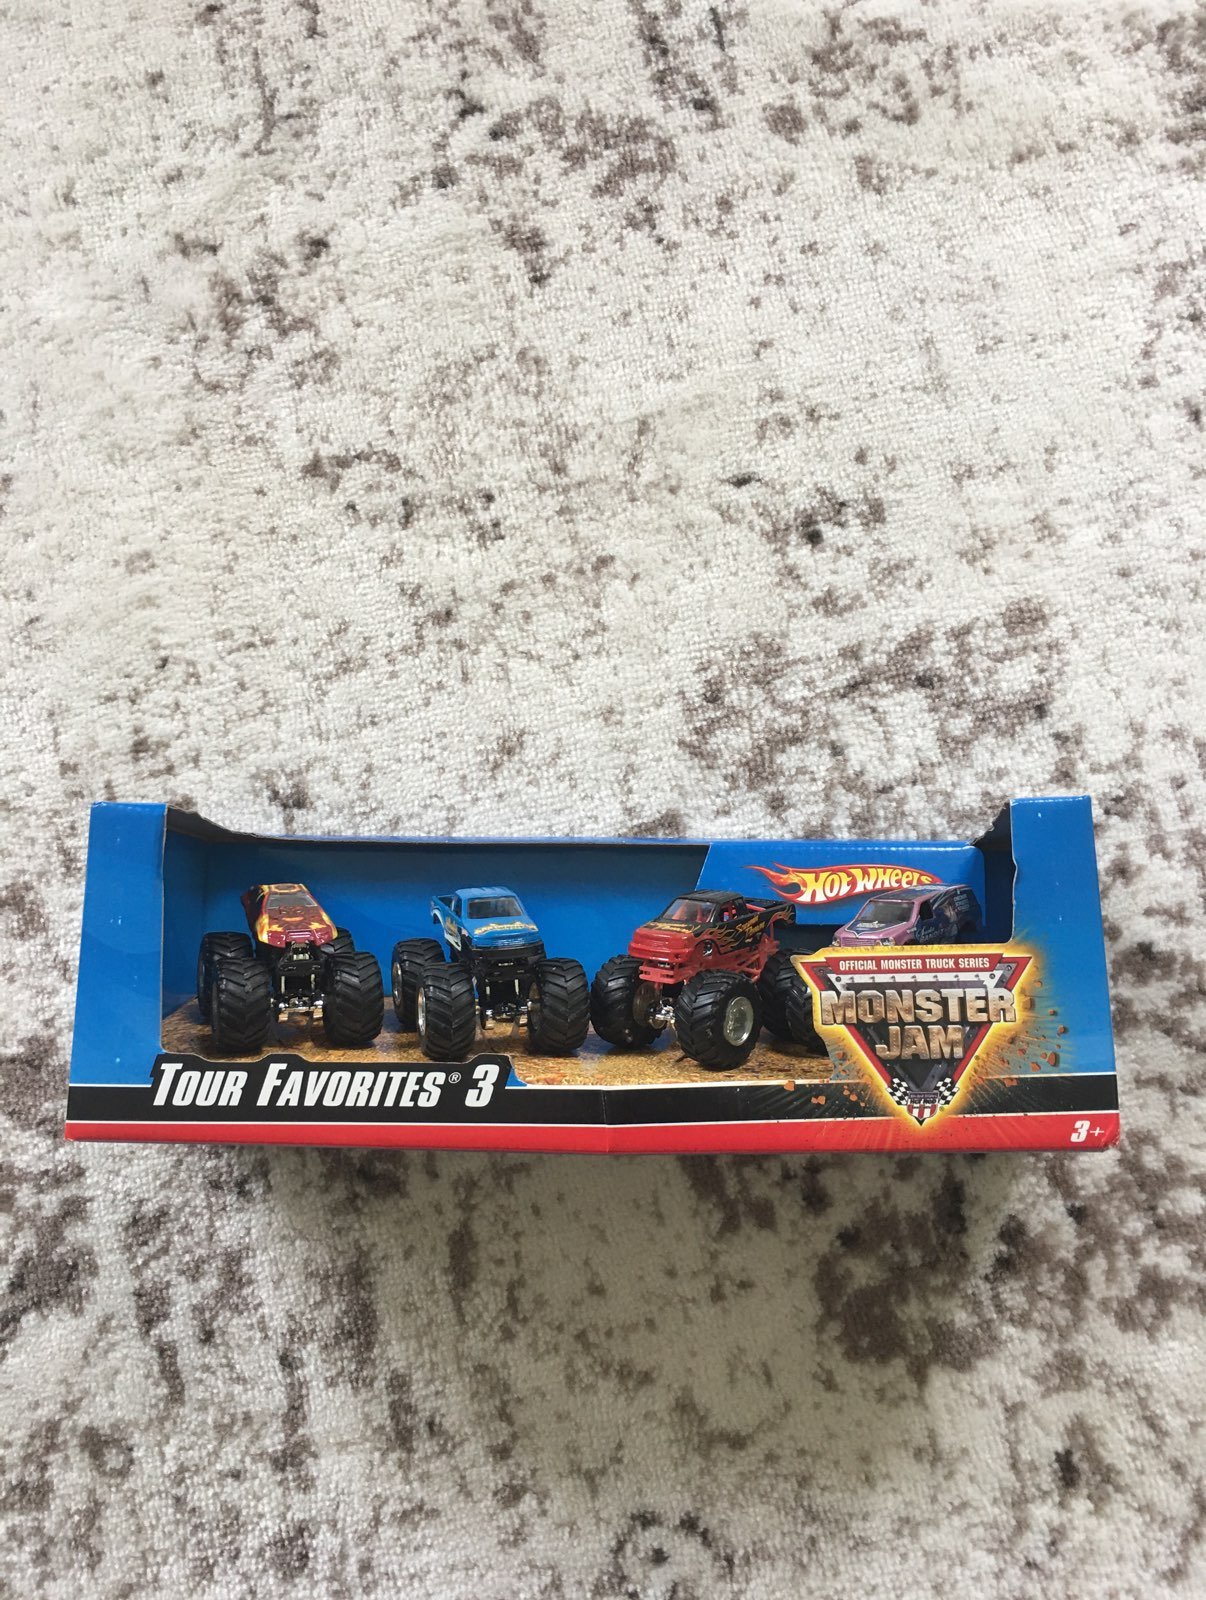 HOT WHEELS
OFFICIAL MONSTER TRUCK SERIES
MONSTER
JAM
TOUR FAVORITES® 3
3+